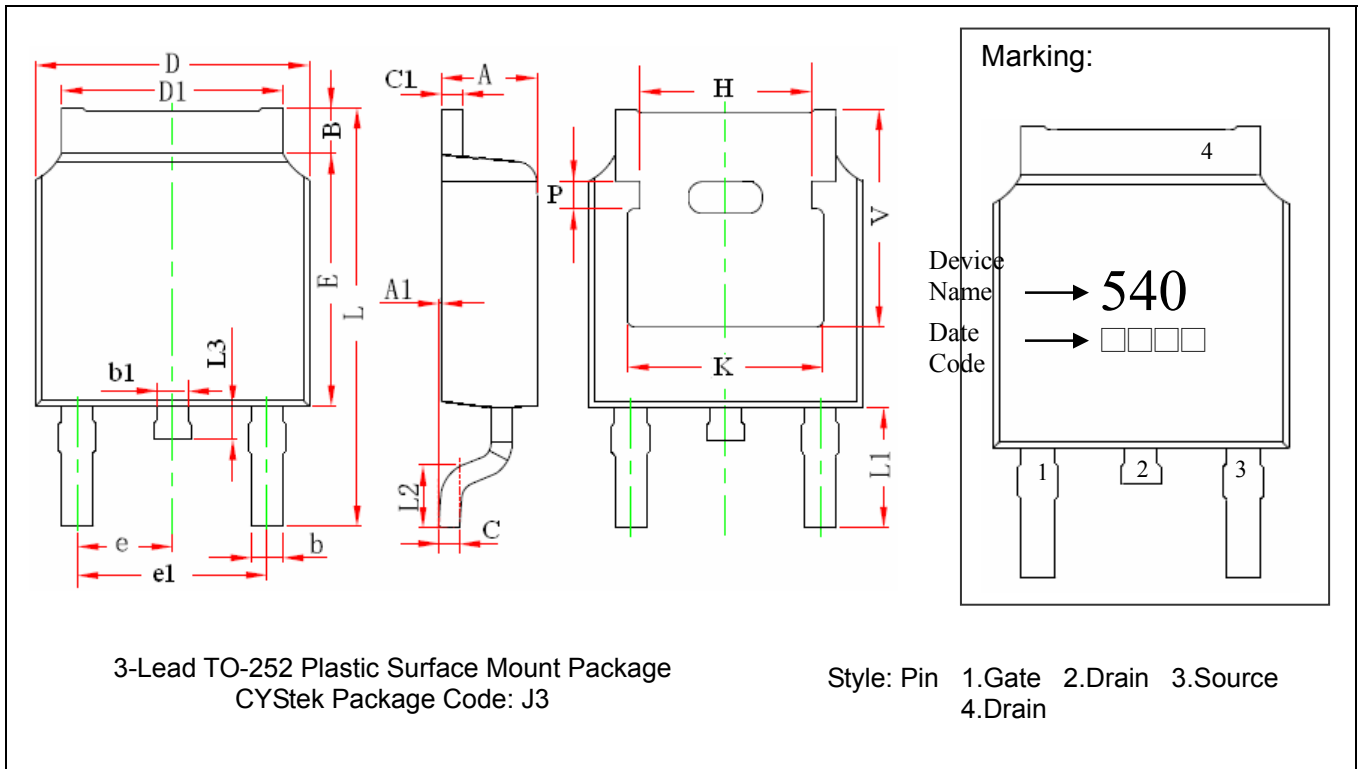 D
D1
B
E
L
L3
b1
e
e1
b
C1
A
A1
L2
C
H
P
V
K
L1
Marking:
4
Device
Name
540
Date
Code
□□□□
1
2
3
3-Lead TO-252 Plastic Surface Mount Package
CYStek Package Code: J3
Style: Pin 1.Gate 2.Drain 3.Source
4.Drain